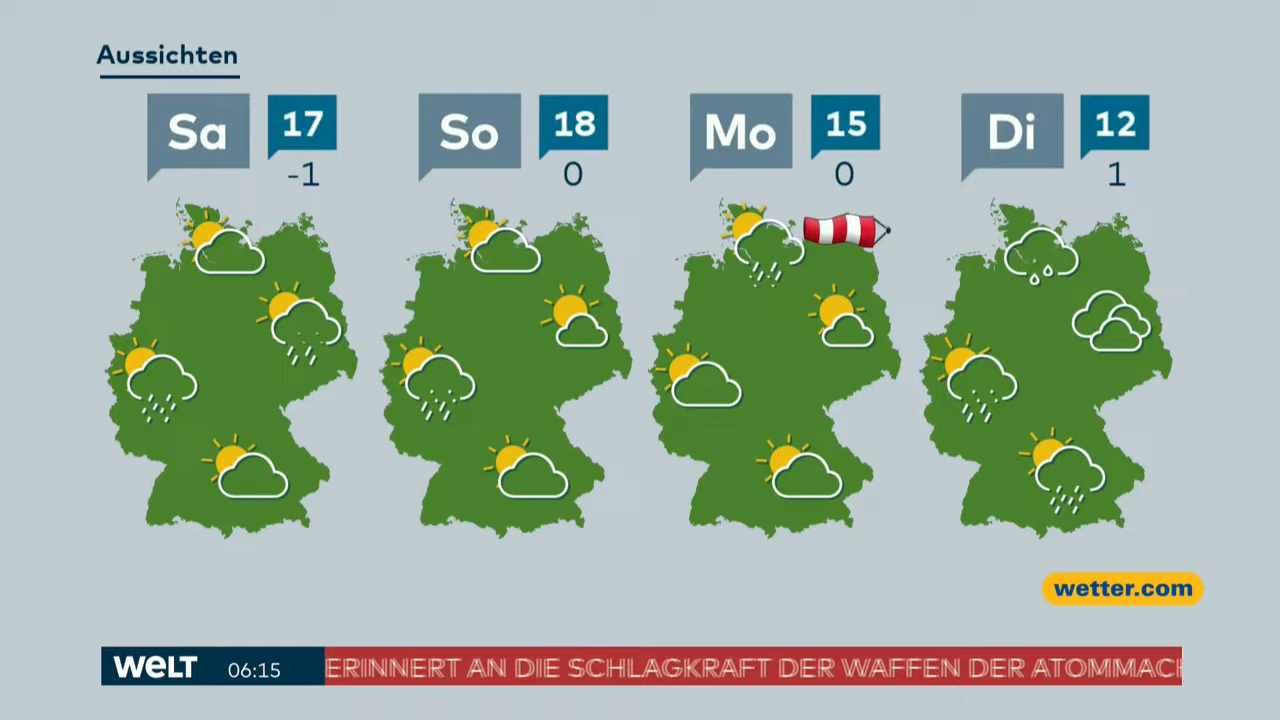 Aussichten
Sa 17 -1
So 18 0
Mo 15 0
Di 12 1
wetter.com
WELT 06:15 ERINNERT AN DIE SCHLAGKRAFT DER WAFFEN DER ATOMMAC